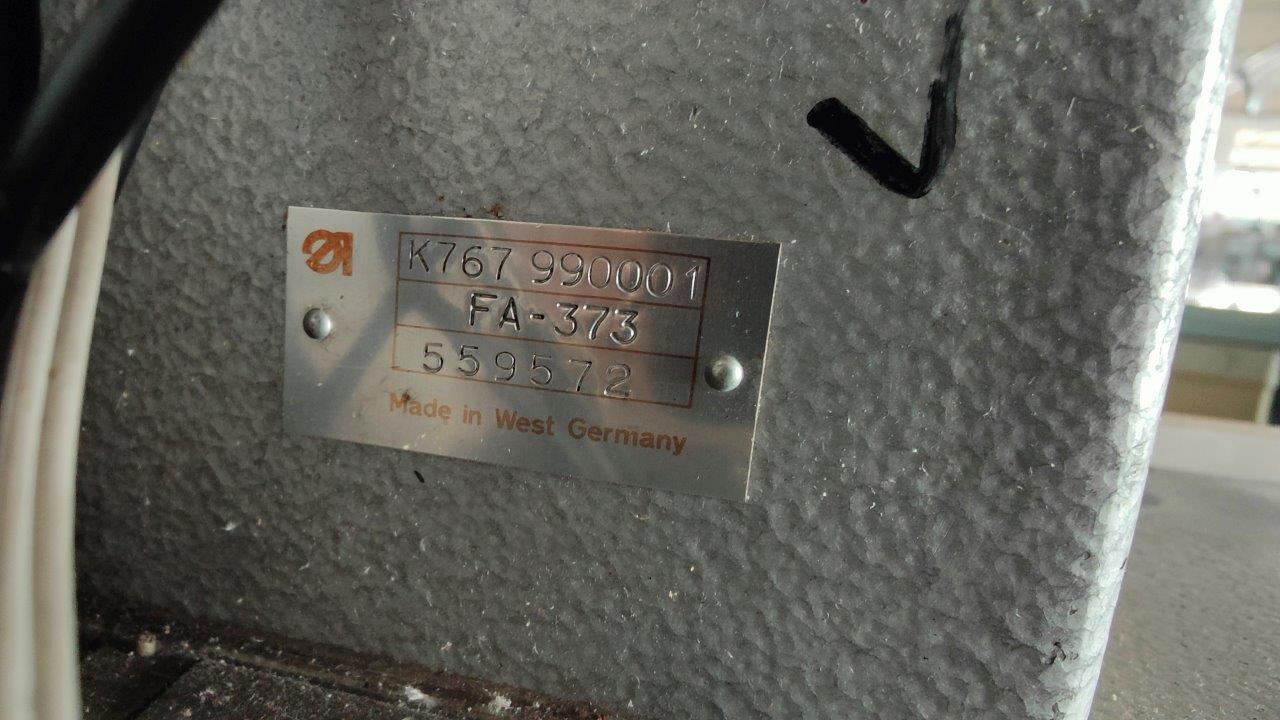 K767 990001
FA-373
559572
Made in West Germany